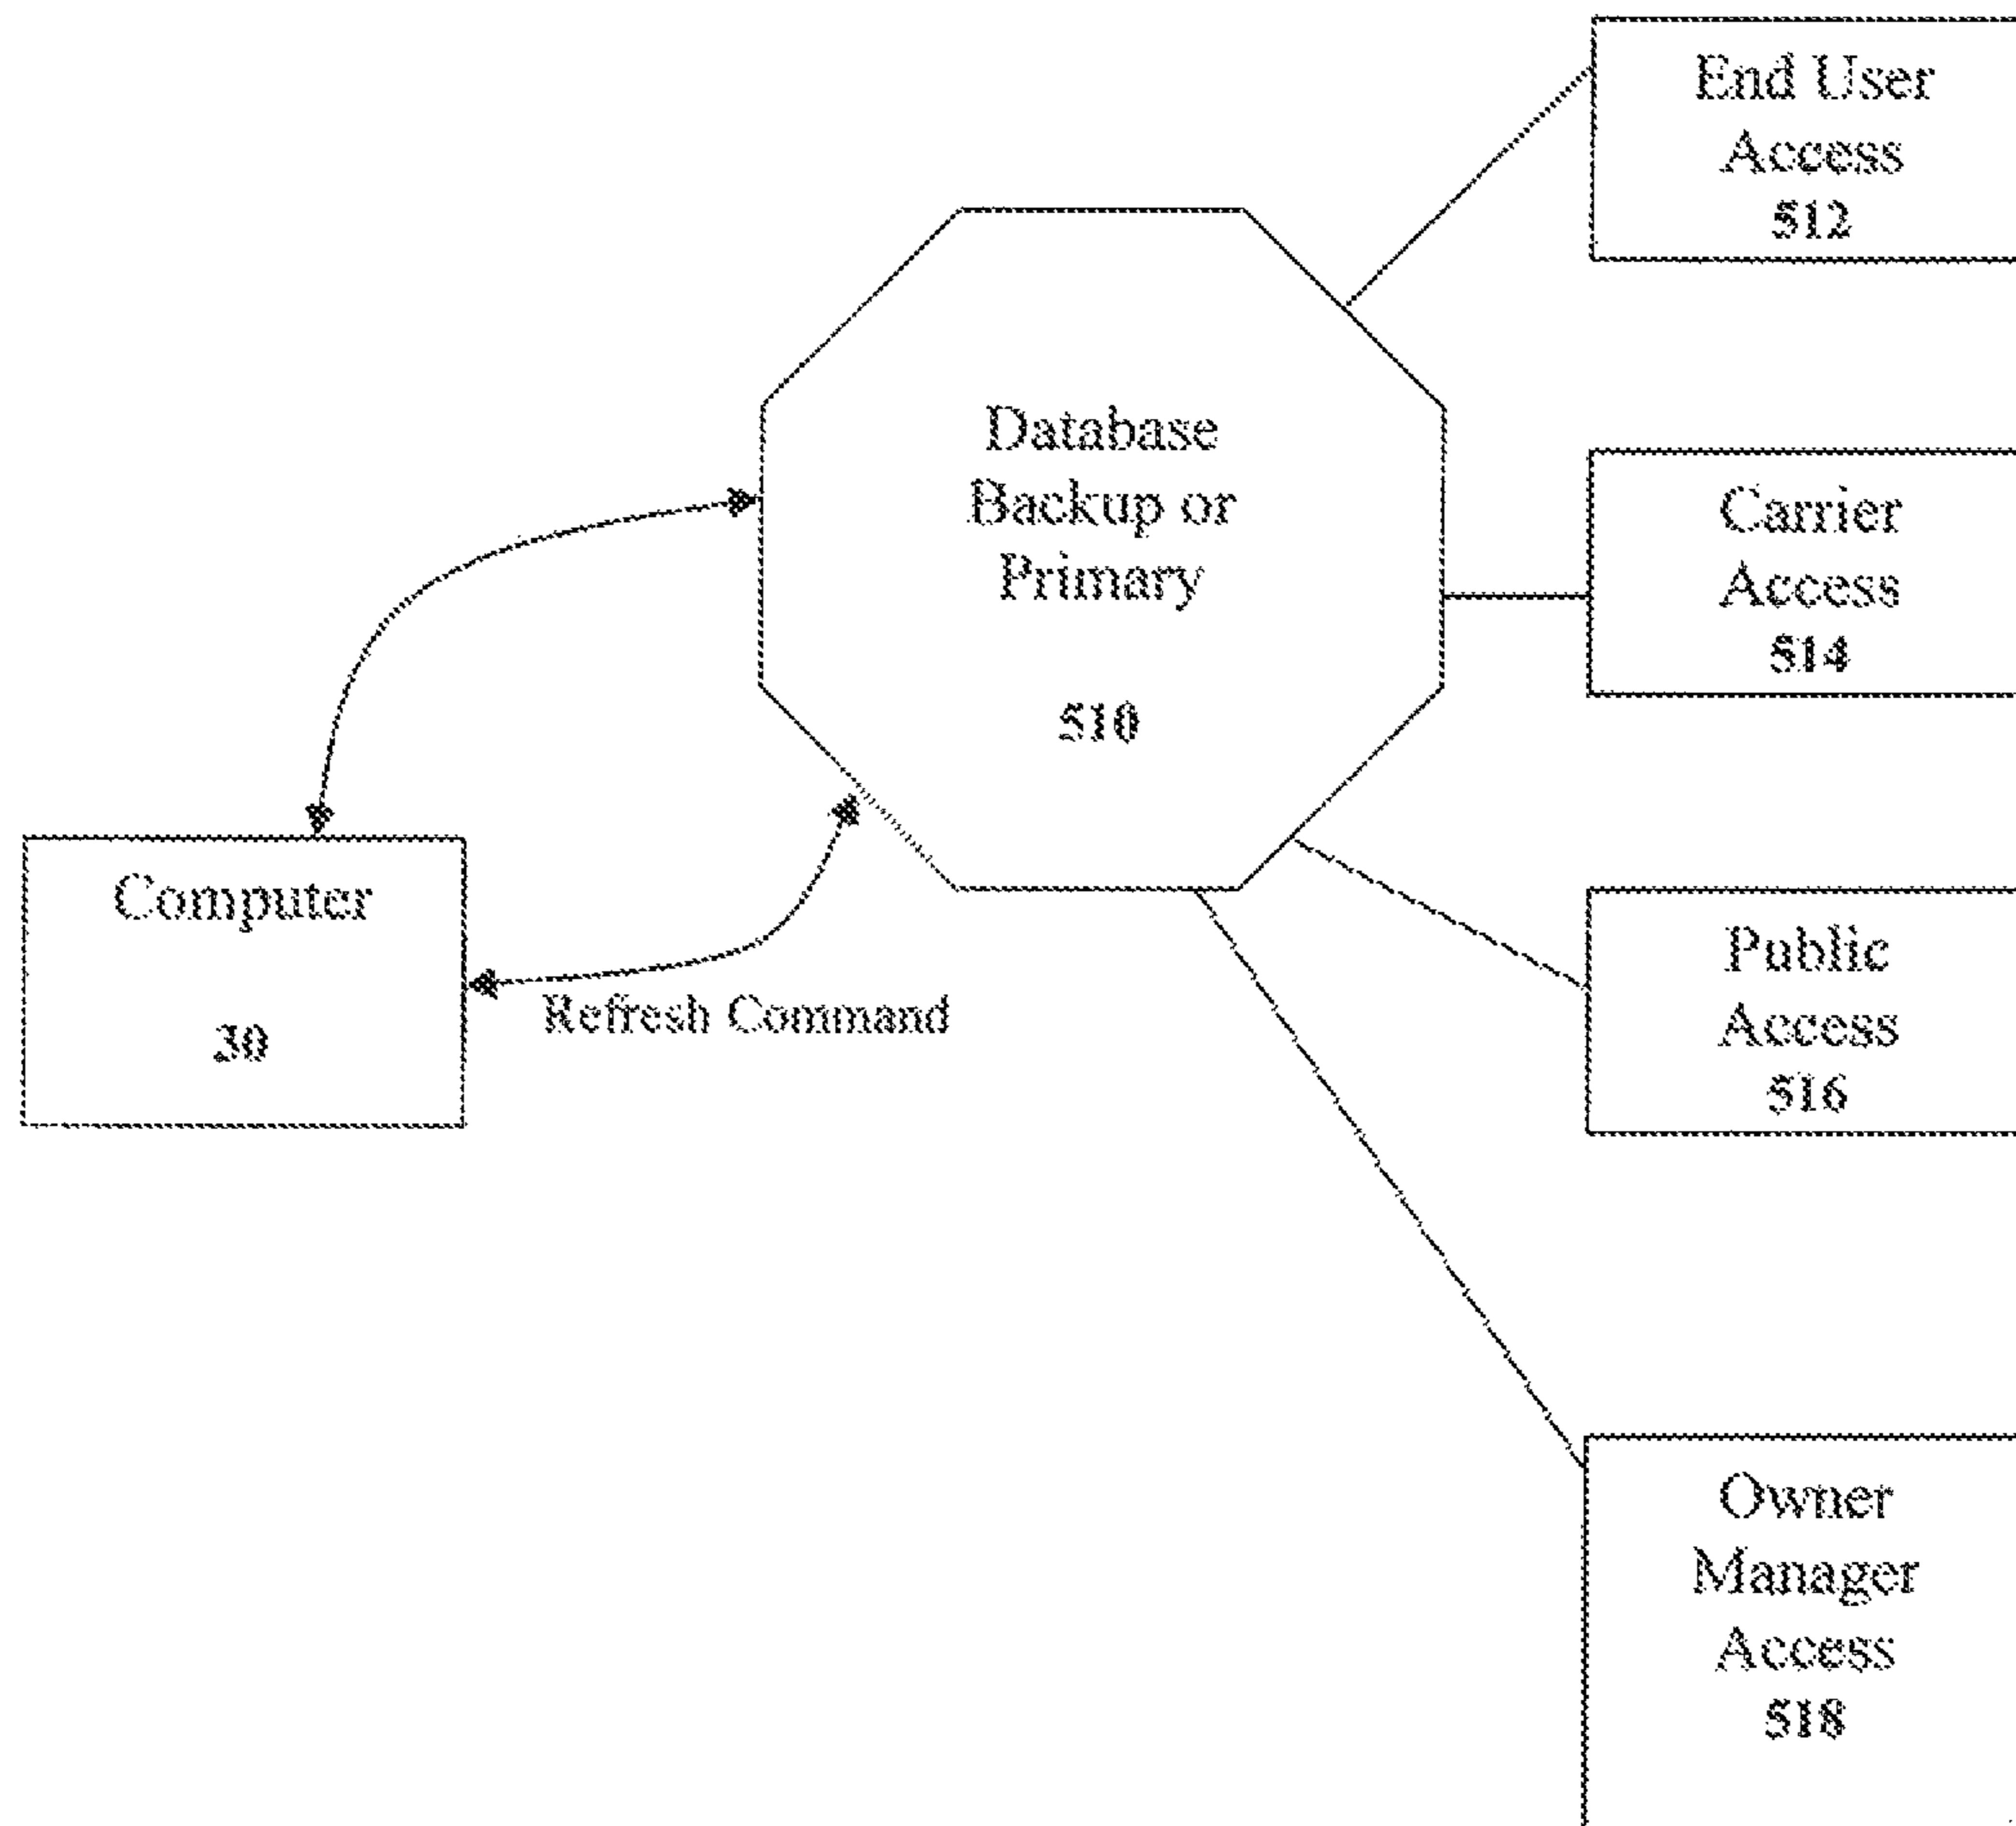 End User
Access
512
Database
Backup or
Primary
510
Carrier
Access
514
Computer
30
Refresh Command
Public
Access
516
Owner
Manager
Access
518